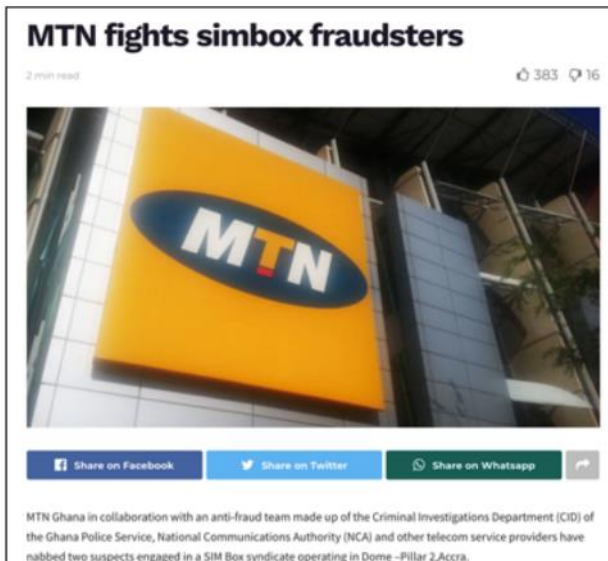 MTN fights simbox fraudsters
2 min read
383 16
MTN
Share on Facebook
Share on Twitter
Share on Whatsapp
MTN Ghana in collaboration with an anti-fraud team made up of the Criminal Investigations Department (CID) of
the Ghana Police Service, National Communications Authority (NCA) and other telecom service providers have
nabbed two suspects engaged in a SIM Box syndicate operating in Dome –Pillar 2,Accra.